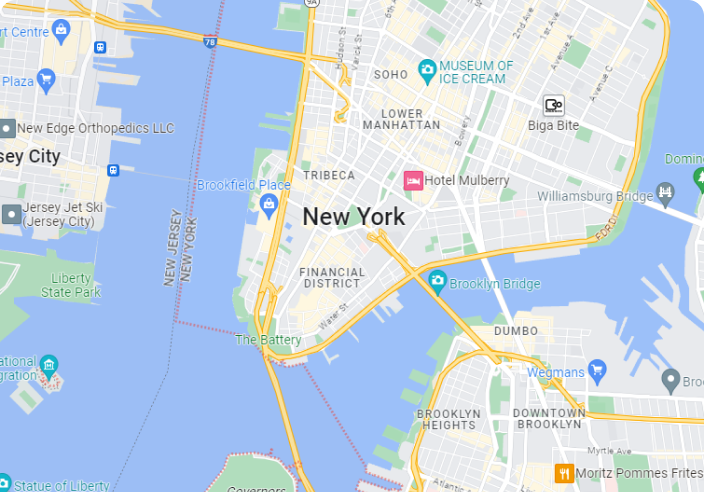 9A
6th A
2nd Ave
Avenue A
Avenue C
rt Centre
78
Hudson St
Varick St
SOHO
MUSEUM OF
ICE CREAM
Plaza
LOWER
MANHATTAN
Bowery
Biga Bite
New Edge Orthopedics LLC
sey City
Domin
TRIBECA
Hotel Mulberry
Brookfield Place
Williamsburg Bridge
Jersey Jet Ski
(Jersey City)
New York
NEW JERSEY
NEW YORK
FDR D
Liberty
State Park
FINANCIAL
DISTRICT
Brooklyn Bridge
Water St
The Battery
DUMBO
ational
gration
Wegmans
Broo
BROOKLYN
HEIGHTS
DOWNTOWN
BROOKLYN
Myrtle Ave
Atlantic A
Moritz Pommes Frites
Statue of Liberty
Governors